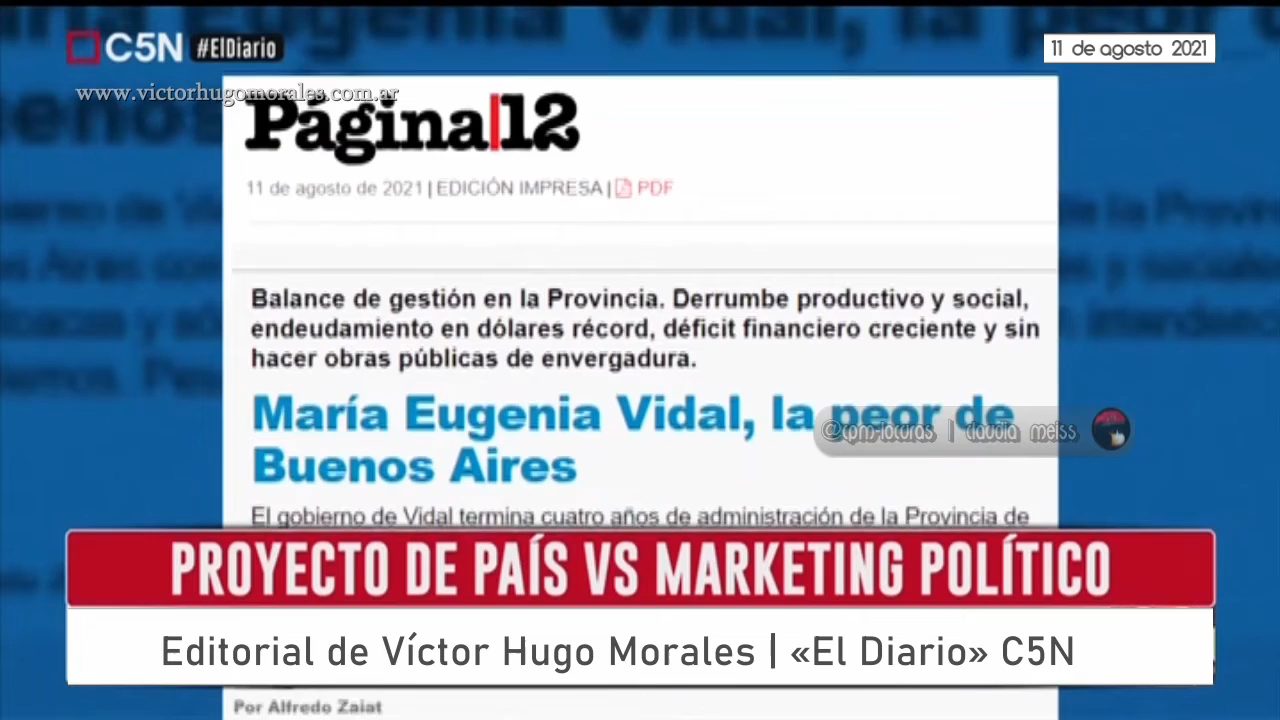 C5N #ElDiario
11 de agosto 2021
www.victorhugomorales.com.ar
Página|12
11 de agosto de 2021 | EDICIÓN IMPRESA | PDF
Balance de gestión en la Provincia. Derrumbe productivo y social,
endeudamiento en dólares récord, déficit financiero creciente y sin
hacer obras públicas de envergadura.
María Eugenia Vidal, la peor de
Buenos Aires
@cpm-locuras | claudia meiss
El gobierno de Vidal termina cuatro años de administración de la Provincia de
PROYECTO DE PAÍS VS MARKETING POLÍTICO
Editorial de Víctor Hugo Morales | «El Diario» C5N
Por Alfredo Zaiat